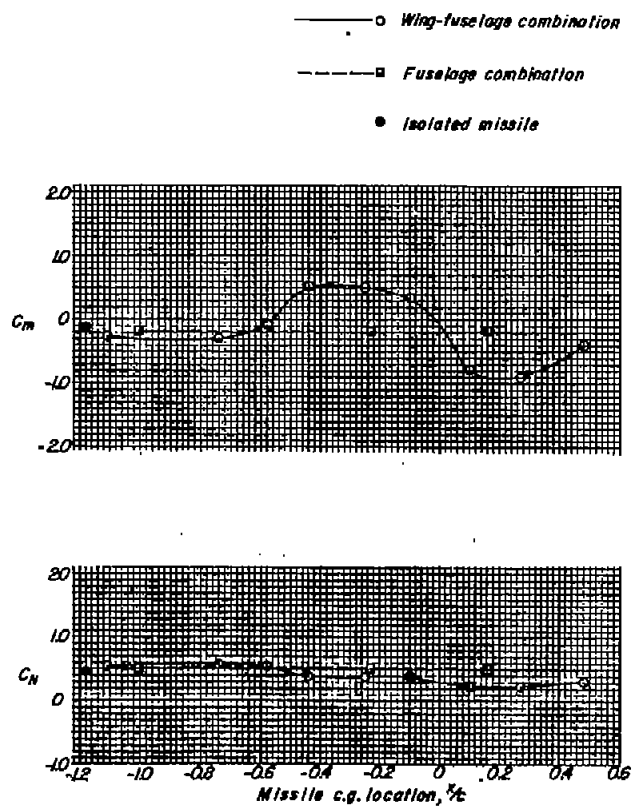 Wing-fuselage combination
Fuselage combination
Isolated missile
2.0
1.0
0
-1.0
-2.0
Cm
2.0
1.0
0
-1.0
CN
-1.2 -1.0 -0.8 -0.6 -0.4 -0.2 0 0.2 0.4 0.6
Missile c.g. location, x/c